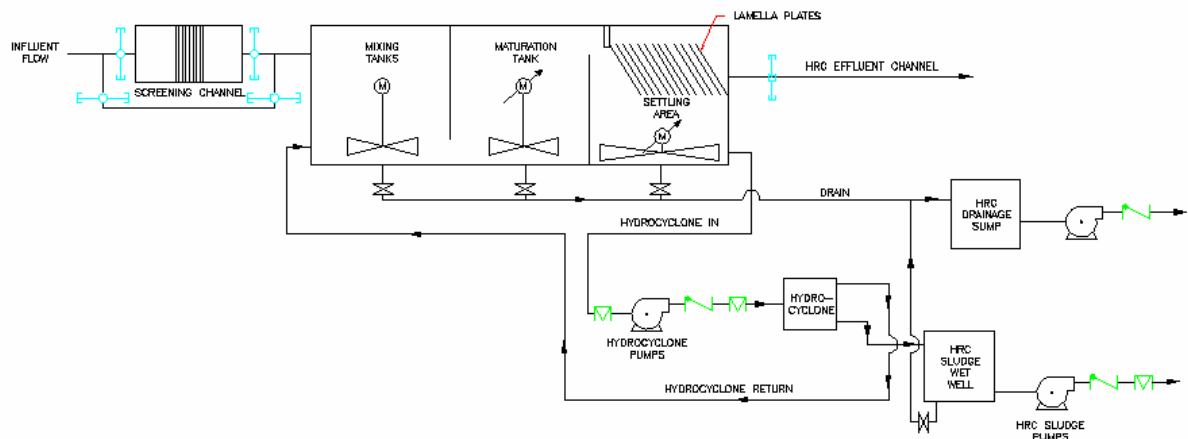 LAMELLA PLATES
INFLUENT
FLOW
SCREENING CHANNEL
MIXING
TANKS
M
MATURATION
TANK
M
SETTLING
AREA
M
HRC EFFLUENT CHANNEL
DRAIN
HYDROCYCLONE IN
HRC
DRAINAGE
SUMP
HYDROCYCLONE
PUMPS
HYDRO-
CYCLONE
HRC
SLUDGE
WET
WELL
HYDROCYCLONE RETURN
HRC SLUDGE
PUMPS